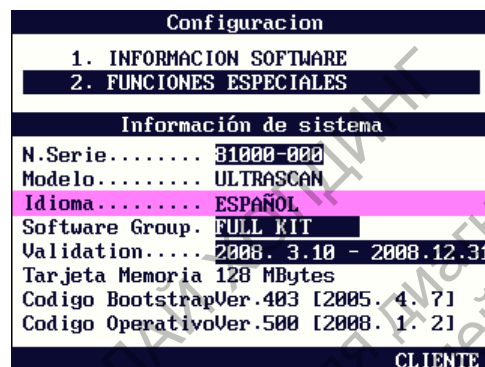 Configuracion
1. INFORMACION SOFTWARE
2. FUNCIONES ESPECIALES
Información de sistema
N.Serie........ 81000-000
Modelo......... ULTRASCAN
Idioma......... ESPAÑOL
Software Group. FULL KIT
Validation..... 2008. 3.10 - 2008.12.31
Tarjeta Memoria 128 MBytes
Codigo BootstrapVer.403 [2005. 4. 7]
Codigo OperativoVer.500 [2008. 1. 2]
CLIENTE